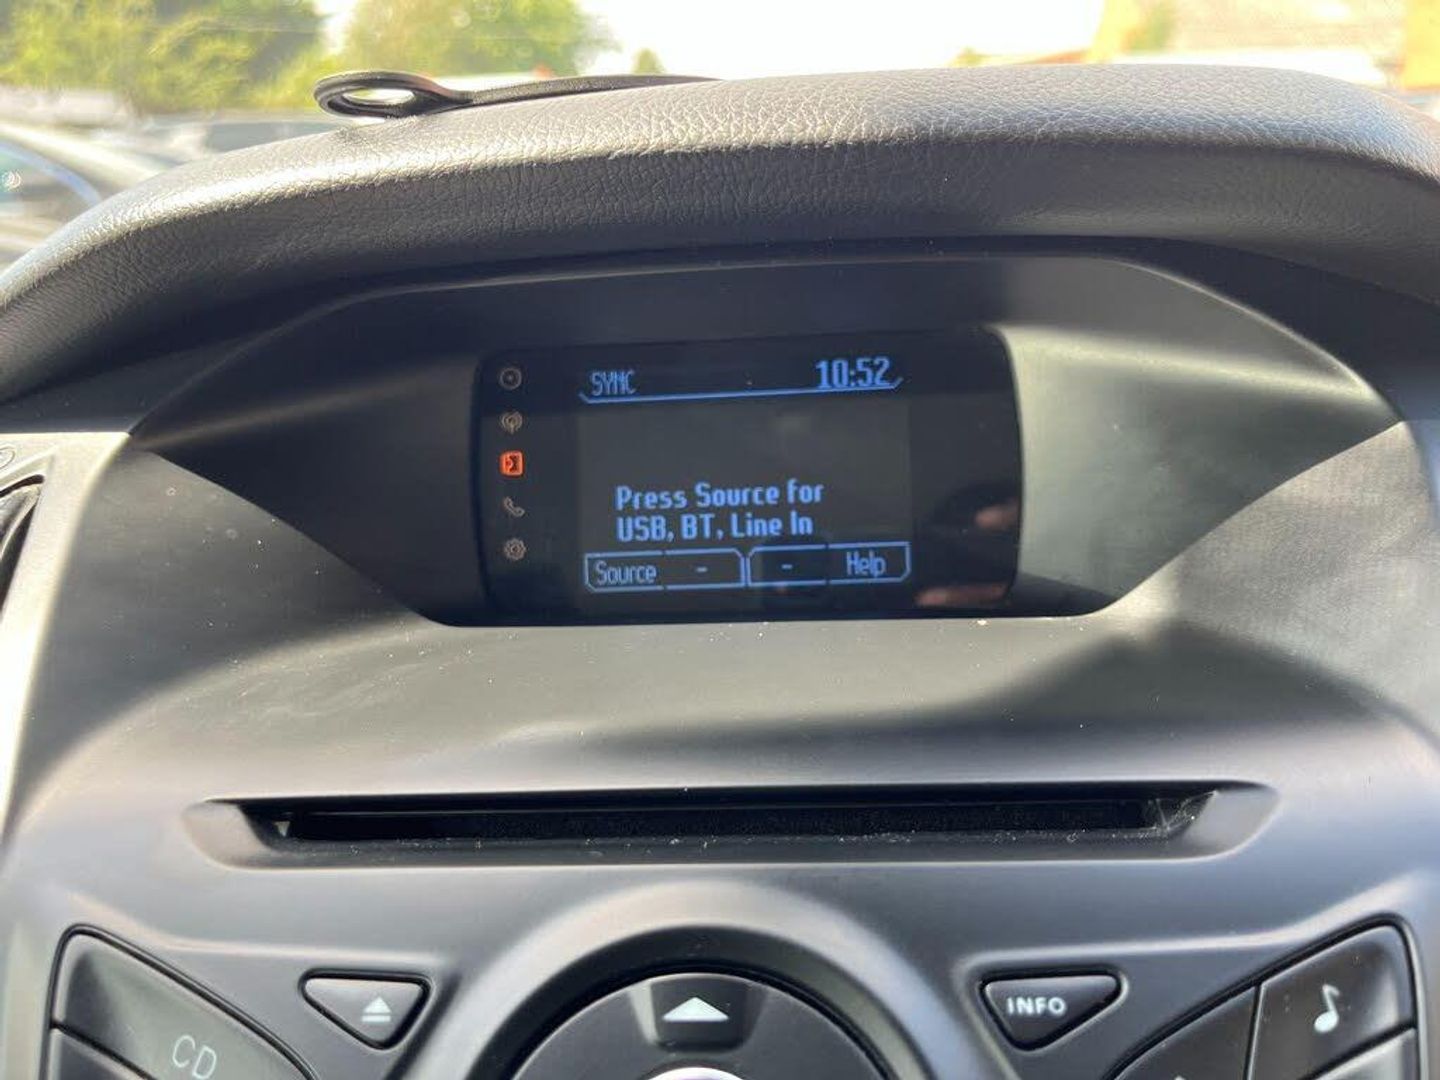 SYNC 10:52
Press Source for
USB, BT, Line In
Source - - Help
INFO
CD